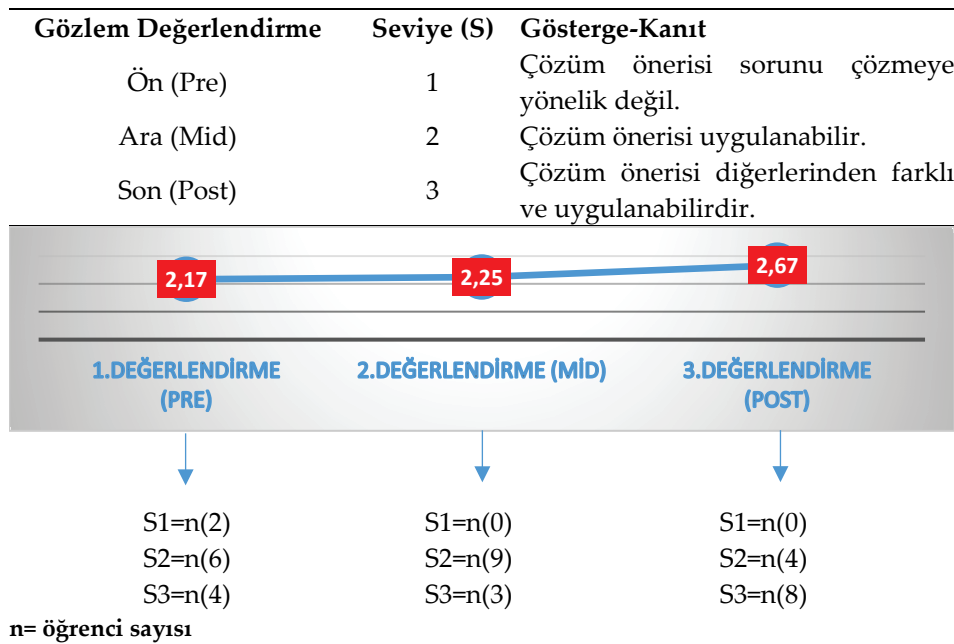 Gözlem Değerlendirme Seviye (S) Gösterge-Kanıt
Ön (Pre) 1 Çözüm önerisi sorunu çözmeye
yönelik değil.
Ara (Mid) 2 Çözüm önerisi uygulanabilir.
Son (Post) 3 Çözüm önerisi diğerlerinden farklı
ve uygulanabilirdir.
2,17 2,25 2,67
1.DEĞERLENDİRME 2.DEĞERLENDİRME (MİD) 3.DEĞERLENDİRME
(PRE) (POST)
S1=n(2) S1=n(0) S1=n(0)
S2=n(6) S2=n(9) S2=n(4)
S3=n(4) S3=n(3) S3=n(8)
n= öğrenci sayısı